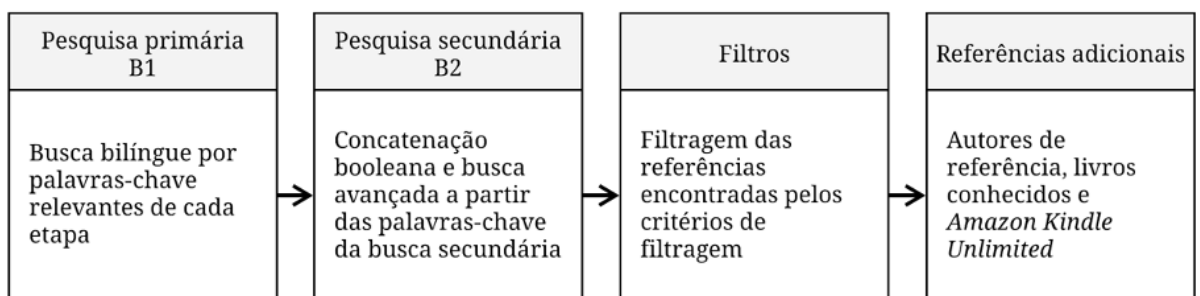 Pesquisa primária
B1
Busca bilíngue por
palavras-chave
relevantes de cada
etapa
Pesquisa secundária
B2
Concatenação
booleana e busca
avançada a partir
das palavras-chave
da busca secundária
Filtros
Filtragem das
referências
encontradas pelos
critérios de
filtragem
Referências adicionais
Autores de
referência, livros
conhecidos e
Amazon Kindle
Unlimited